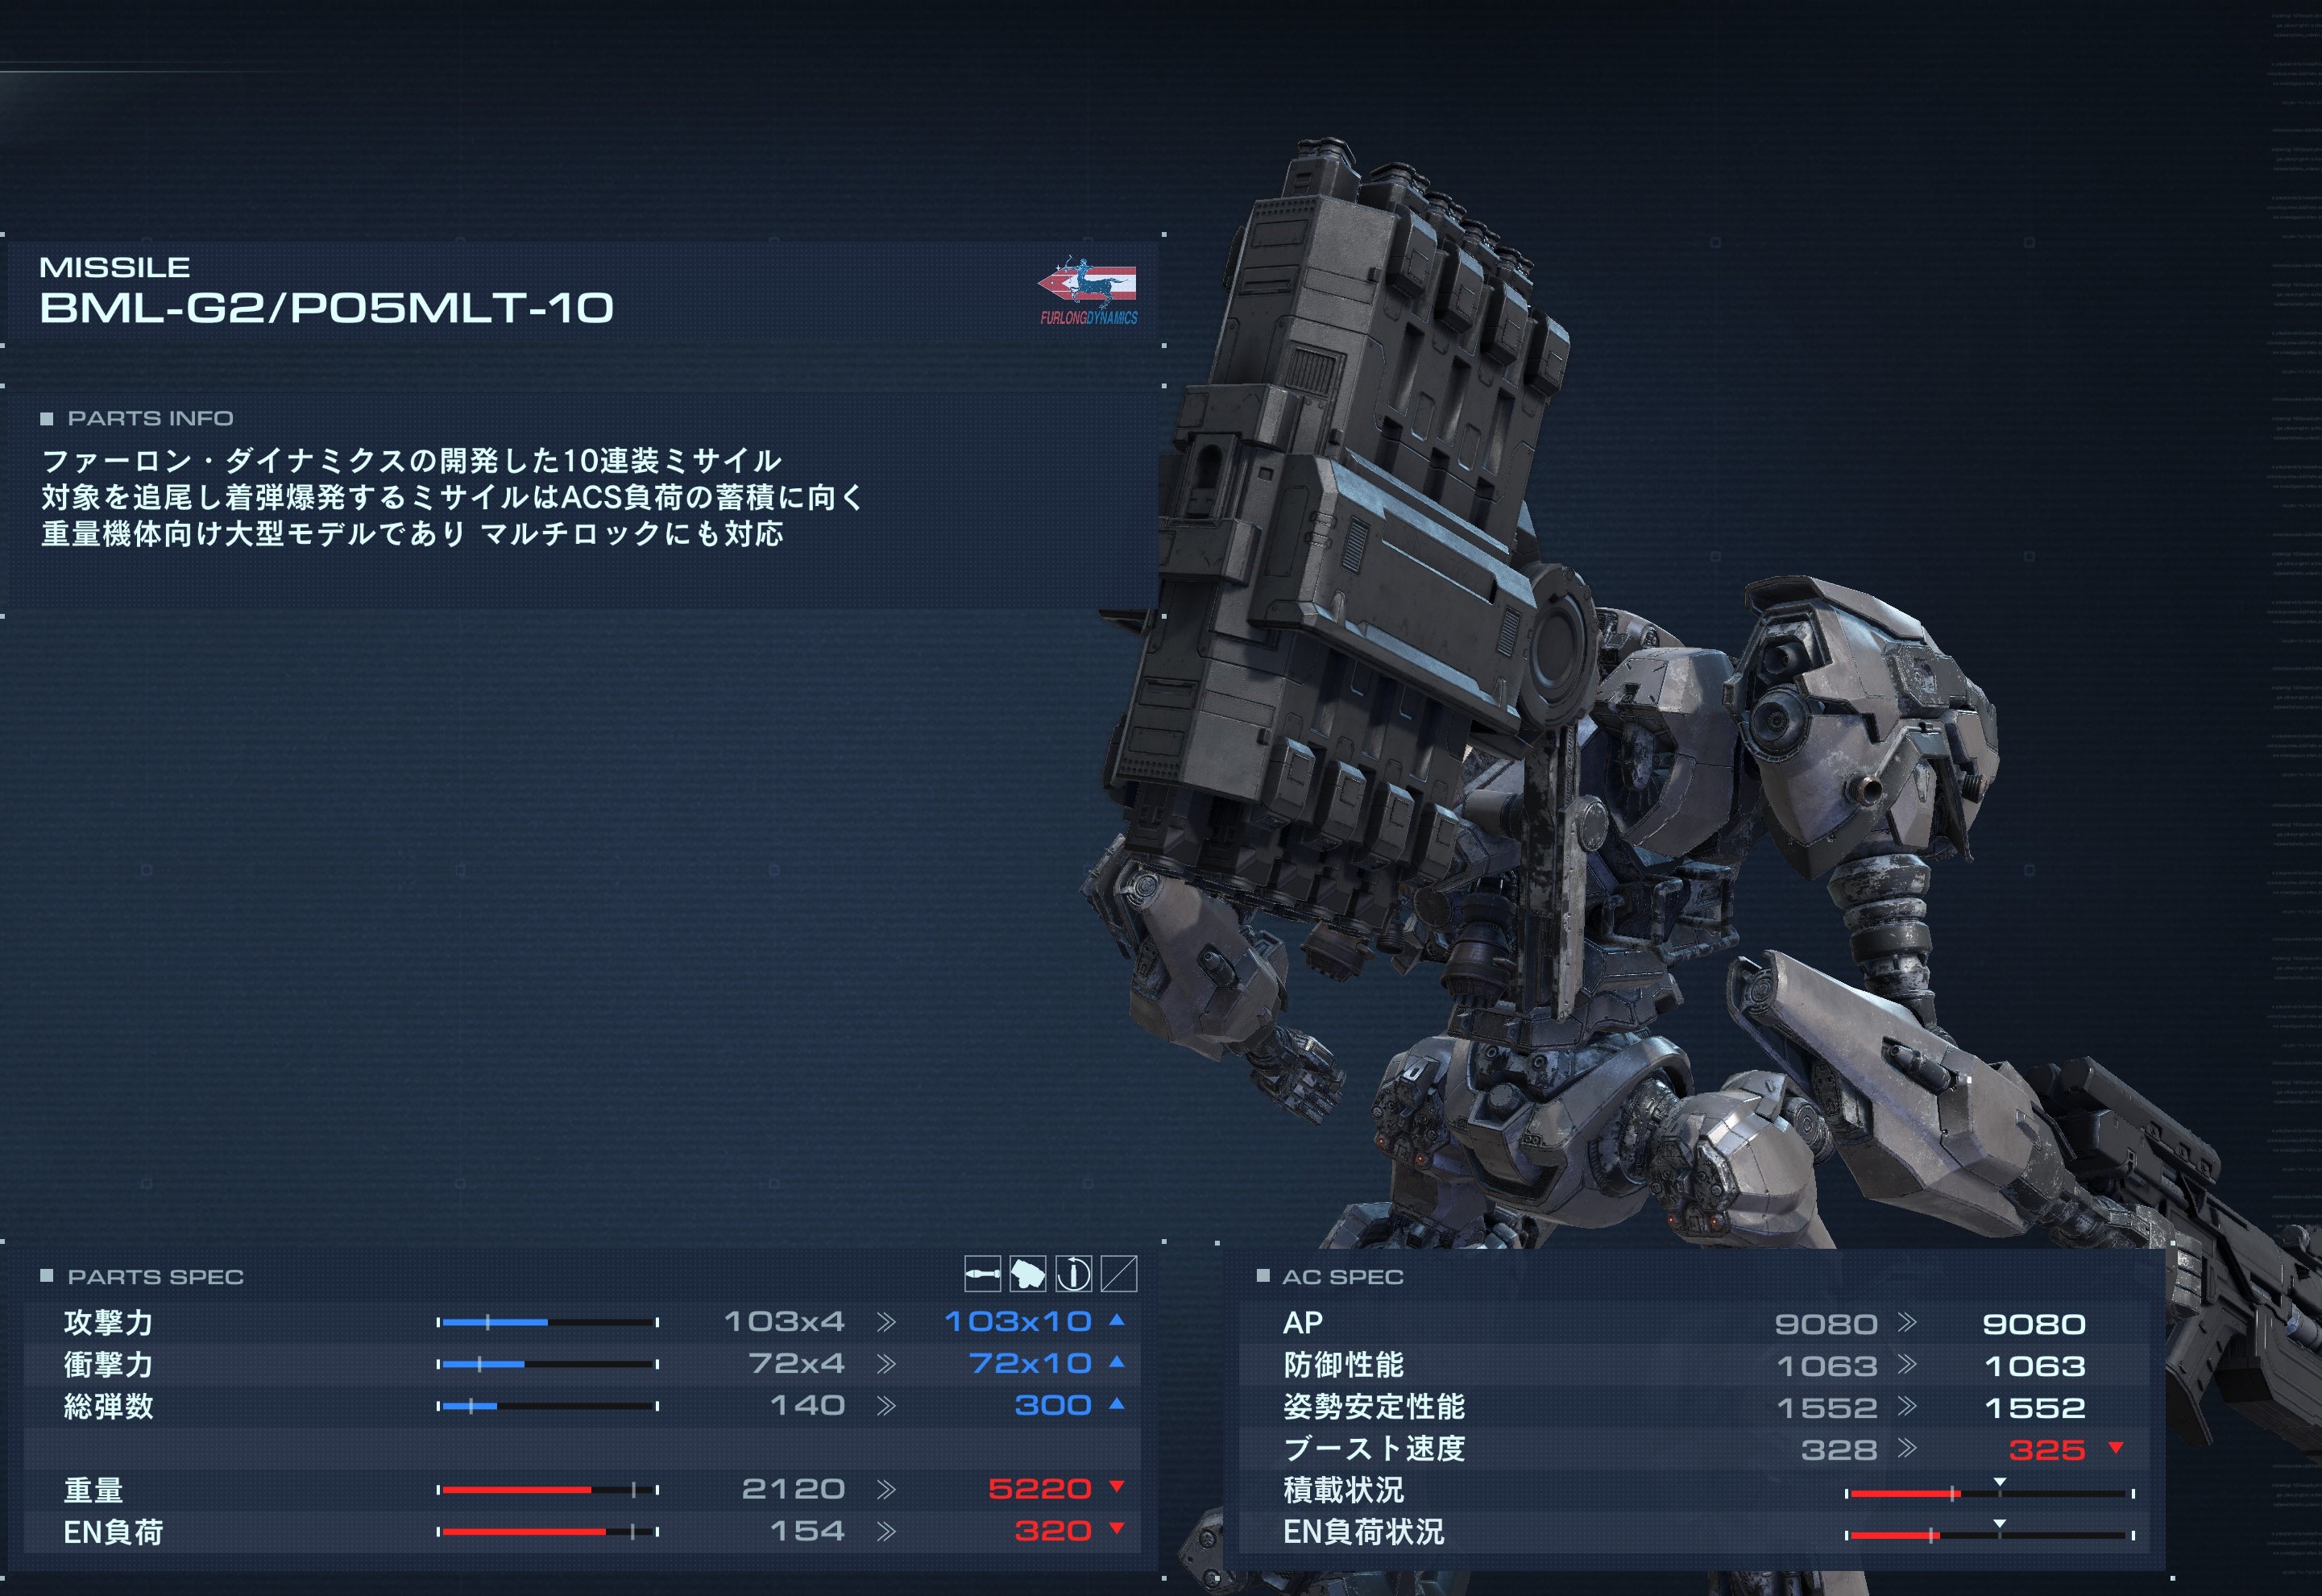 MISSILE
BML-G2/P05MLT-10
FURLONGDYNAMICS
PARTS INFO
ファーロン・ダイナミクスの開発した10連装ミサイル
対象を追尾し着弾爆発するミサイルはACS負荷の蓄積に向く
重量機体向け大型モデルであり マルチロックにも対応
PARTS SPEC
攻撃力 103x4 103x10
衝撃力 72x4 72x10
総弾数 140 300
重量 2120 5220
EN負荷 154 320
AC SPEC
AP 9080 9080
防御性能 1063 1063
姿勢安定性能 1552 1552
ブースト速度 328 325
積載状況
EN負荷状況